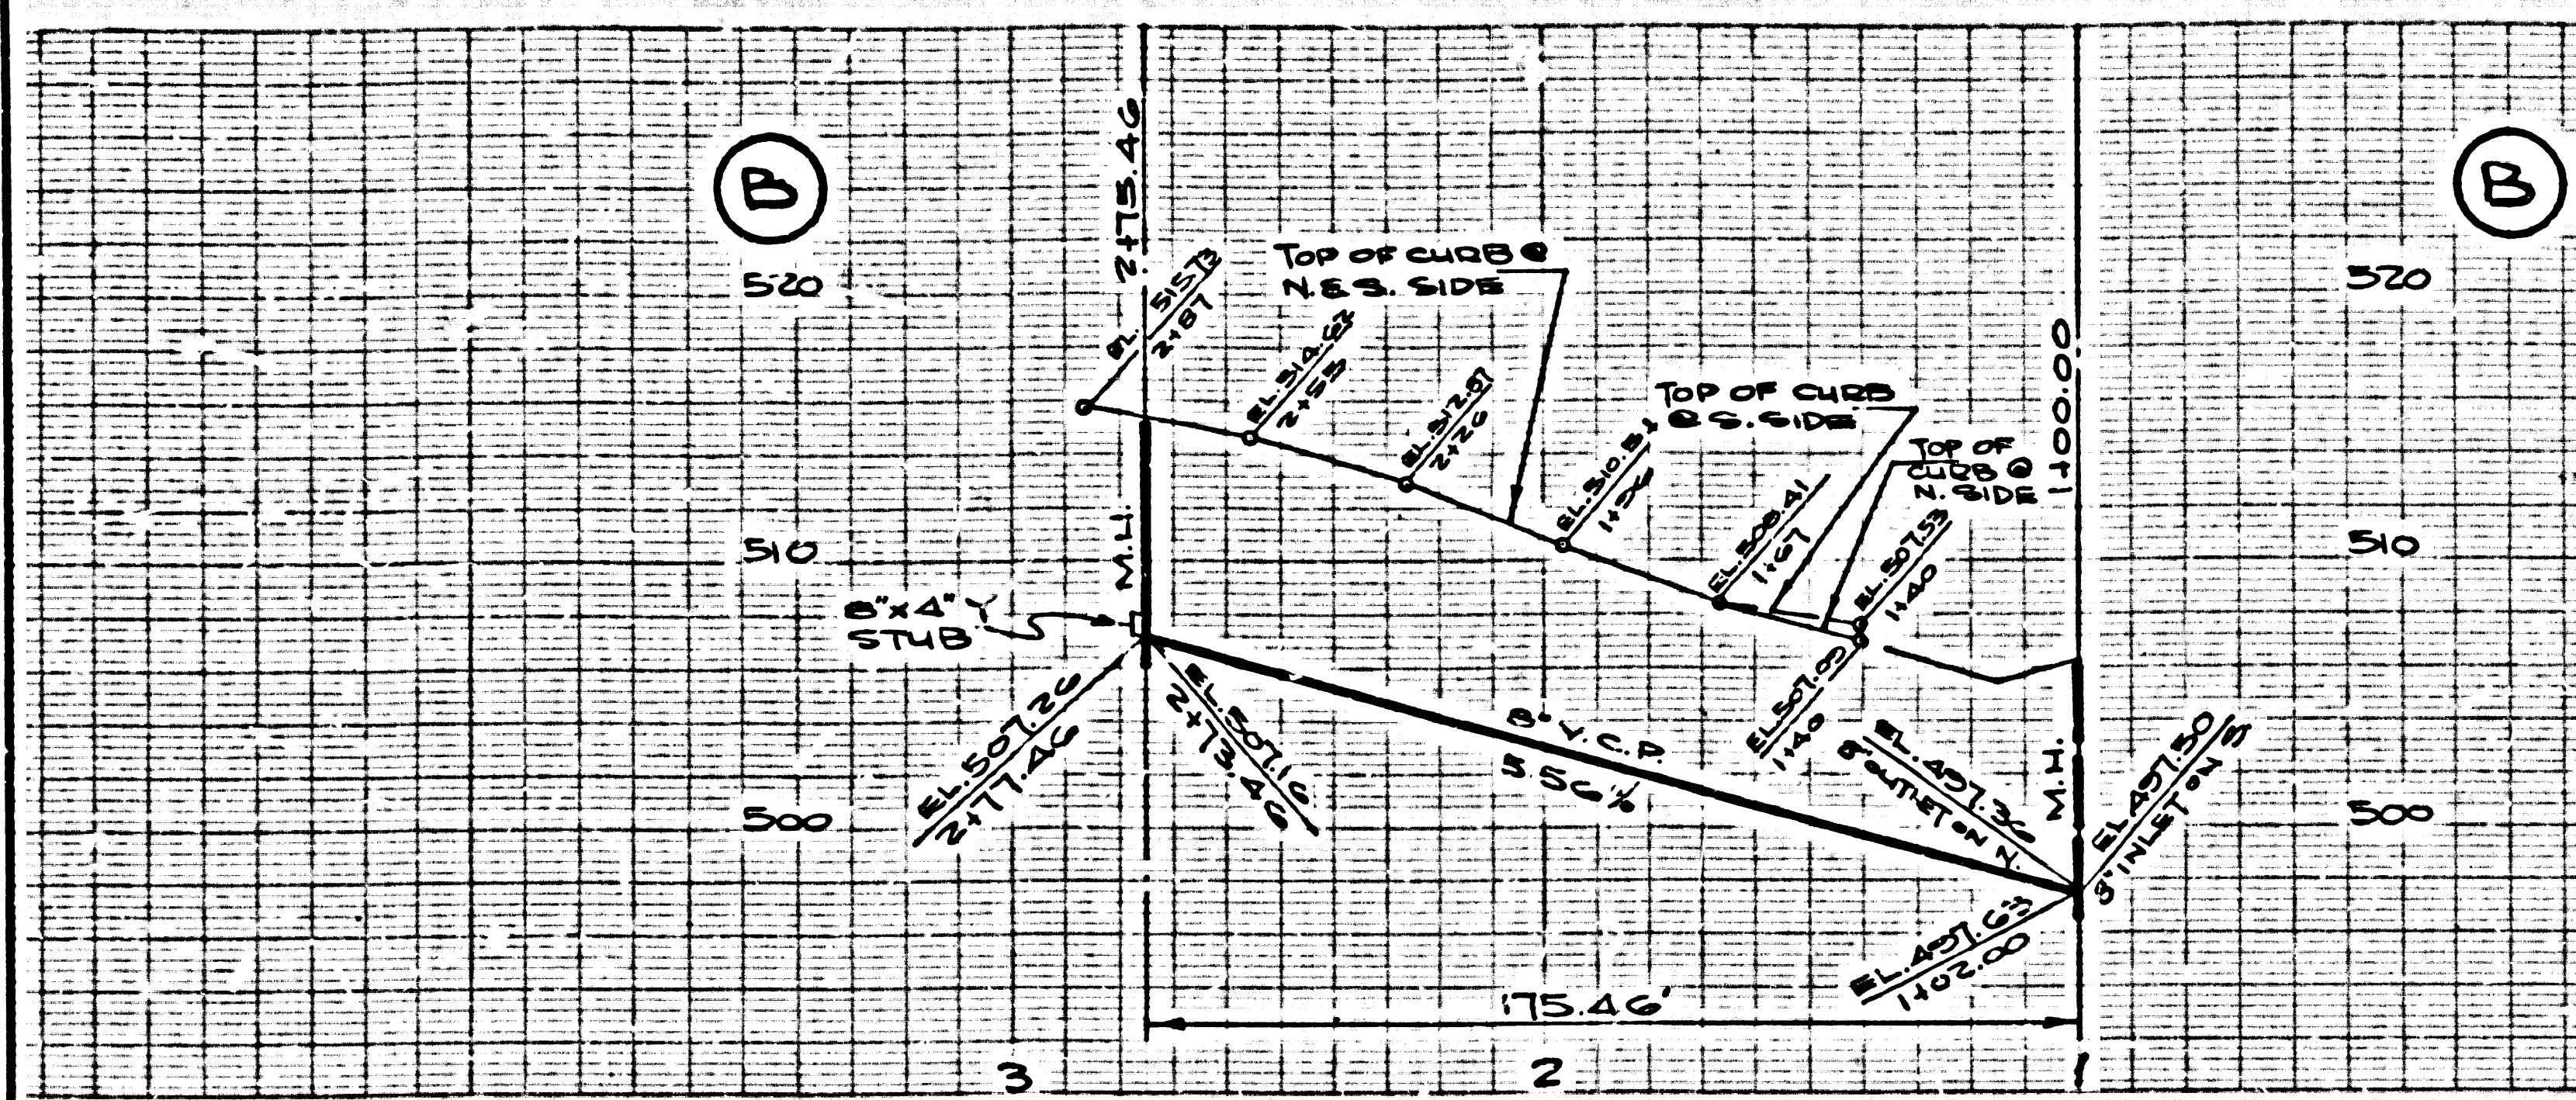 B
B
520
520
510
510
500
500
2+75.46
1+00.00
EL. 515.73
2+87
TOP OF CURB @
N. & S. SIDE
EL. 514.62
2+55
EL. 512.87
2+26
EL. 510.81
1+96
TOP OF CURB
@ S. SIDE
EL. 508.41
1+67
TOP OF
CURB @
N. SIDE
EL. 507.53
1+40
EL. 507.09
1+40
M.H.
M.H.
8"x4" Y
STUB
EL. 507.26
2+77.46
EL. 507.16
2+73.46
8" V.C.P.
5.56%
EL. 497.36
8" OUTLET ON N.
EL. 497.50
8" INLET ON S.
EL. 497.63
1+02.00
175.46'
3
2
1